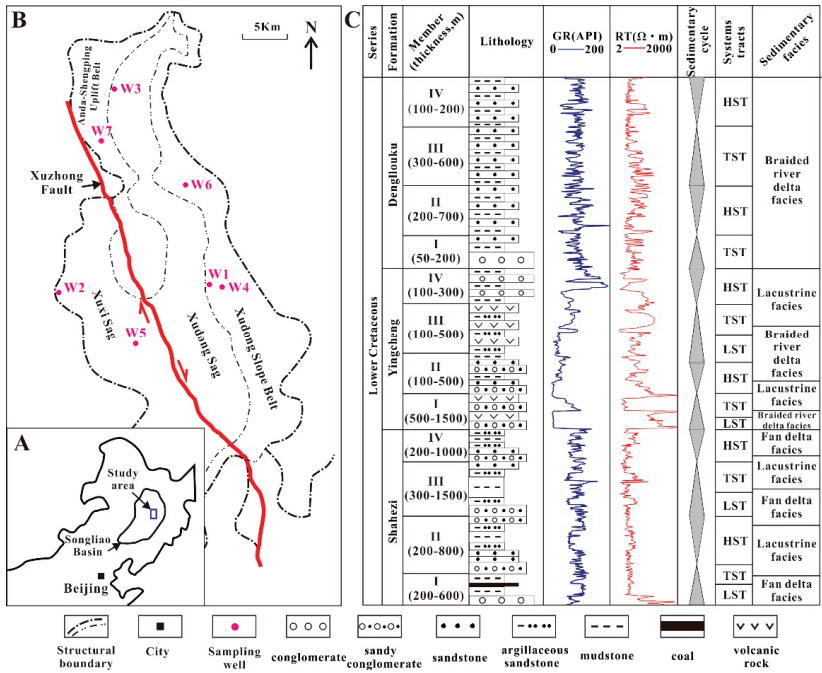 B
5Km
N
Anda-Shengping
Uplift Belt
W3
W7
Xuzhong
Fault
W6
W1
W4
W2
Xuxi Sag
W5
Xudong Sag
Xudong Slope Belt
A
Study
area
Songliao
Basin
Beijing
C
Series
Formation
Member
(thickness,m)
Lithology
GR(API)
0 200
RT(Ω·m)
2 2000
Sedimentary
cycle
Systems
tracts
Sedimentary
facies
Lower Cretaceous
Denglouku
IV
(100-200)
III
(300-600)
II
(200-700)
I
(50-200)
HST
TST
HST
TST
Braided
river
delta
facies
Yingcheng
IV
(100-300)
III
(100-500)
II
(100-500)
I
(500-1500)
HST
TST
LST
HST
TST
LST
Lacustrine
facies
Braided
river
delta
facies
Lacustrine
facies
Braided river
delta facies
Shahezi
IV
(200-1000)
III
(300-1500)
II
(200-800)
I
(200-600)
HST
TST
LST
HST
TST
LST
Fan delta
facies
Lacustrine
facies
Fan delta
facies
Lacustrine
facies
Fan delta
facies
Structural
boundary
City
Sampling
well
conglomerate
sandy
conglomerate
sandstone
argillaceous
sandstone
mudstone
coal
volcanic
rock